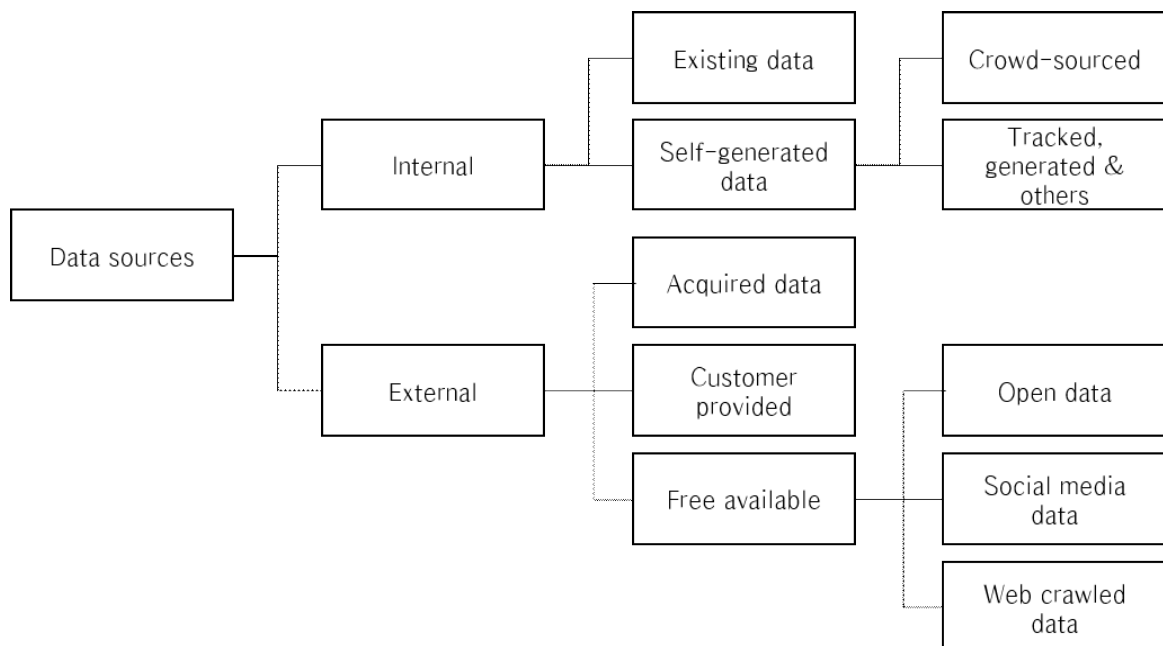 Existing data
Crowd-sourced
Internal
Self-generated
data
Tracked,
generated &
others
Data sources
Acquired data
External
Customer
provided
Open data
Free available
Social media
data
Web crawled
data